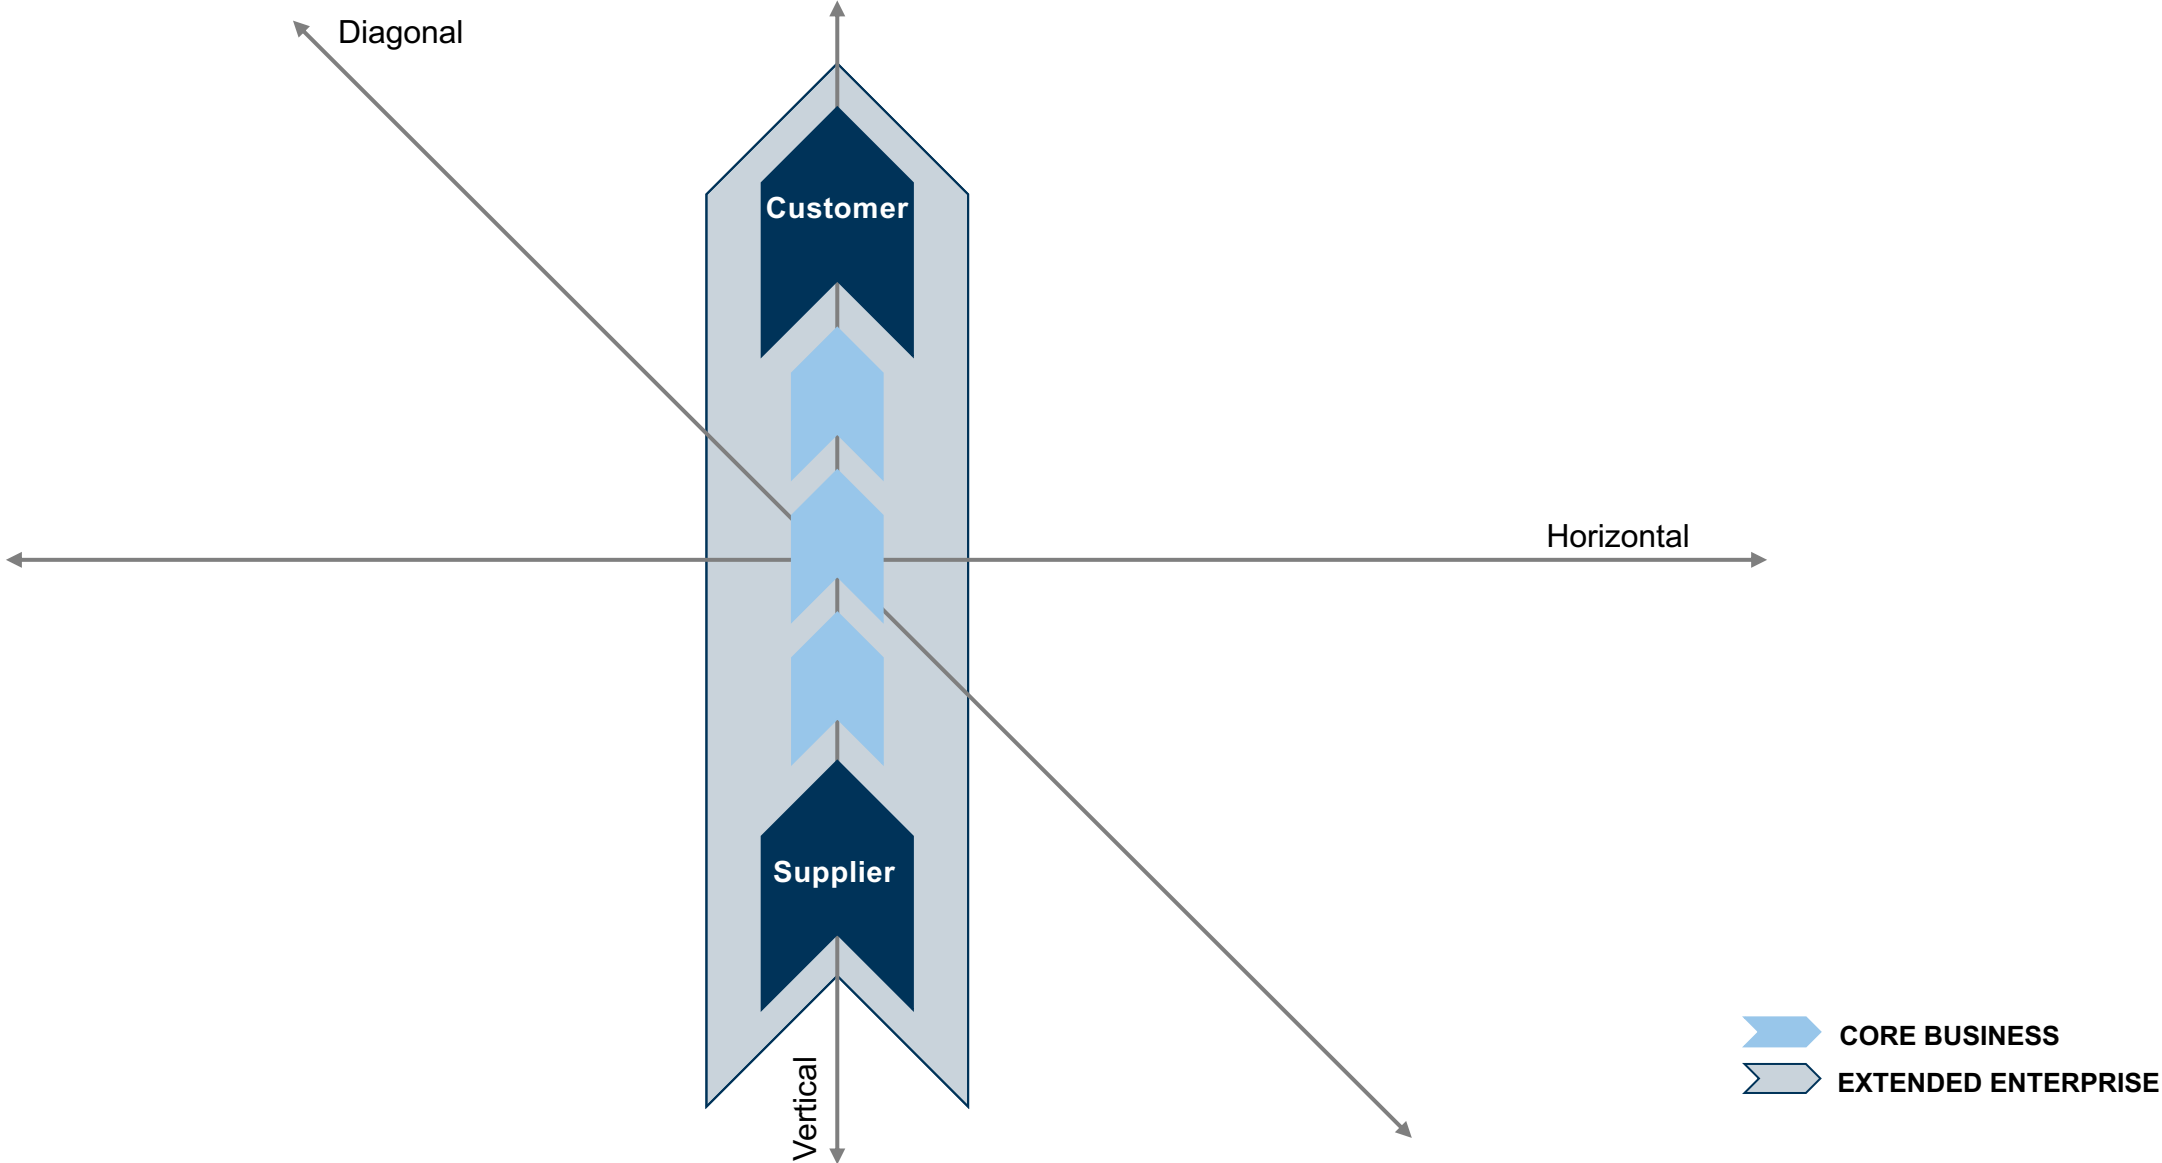 Diagonal
Customer
Horizontal
Supplier
Vertical
CORE BUSINESS
EXTENDED ENTERPRISE